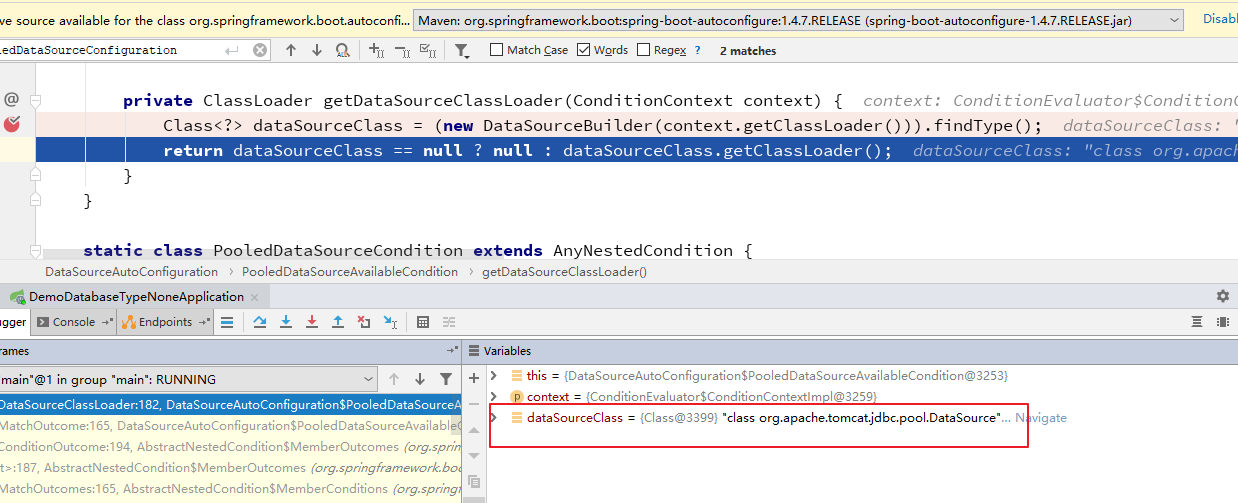 ve source available for the class org.springframework.boot.autoconfi... Maven: org.springframework.boot:spring-boot-autoconfigure:1.4.7.RELEASE (spring-boot-autoconfigure-1.4.7.RELEASE.jar) Disabl
ledDataSourceConfiguration Match Case Words Regex ? 2 matches
private ClassLoader getDataSourceClassLoader(ConditionContext context) { context: ConditionEvaluator$ConditionC
Class<?> dataSourceClass = (new DataSourceBuilder(context.getClassLoader())).findType(); dataSourceClass: "
return dataSourceClass == null ? null : dataSourceClass.getClassLoader(); dataSourceClass: "class org.apach
}
}
static class PooledDataSourceCondition extends AnyNestedCondition {
DataSourceAutoConfiguration › PooledDataSourceAvailableCondition › getDataSourceClassLoader()
DemoDatabaseTypeNoneApplication ×
ugger Console Endpoints
rames
Variables
"main"@1 in group "main": RUNNING
this = {DataSourceAutoConfiguration$PooledDataSourceAvailableCondition@3253}
DataSourceClassLoader:182, DataSourceAutoConfiguration$PooledDataSourceA
p context = {ConditionEvaluator$ConditionContextImpl@3259}
MatchOutcome:165, DataSourceAutoConfiguration$PooledDataSourceAvailable
dataSourceClass = {Class@3399} "class org.apache.tomcat.jdbc.pool.DataSource"... Navigate
ConditionOutcome:194, AbstractNestedCondition$MemberOutcomes (org.spring
t>:187, AbstractNestedCondition$MemberOutcomes (org.springframework.boo
MatchOutcomes:165, AbstractNestedCondition$MemberConditions (org.springf